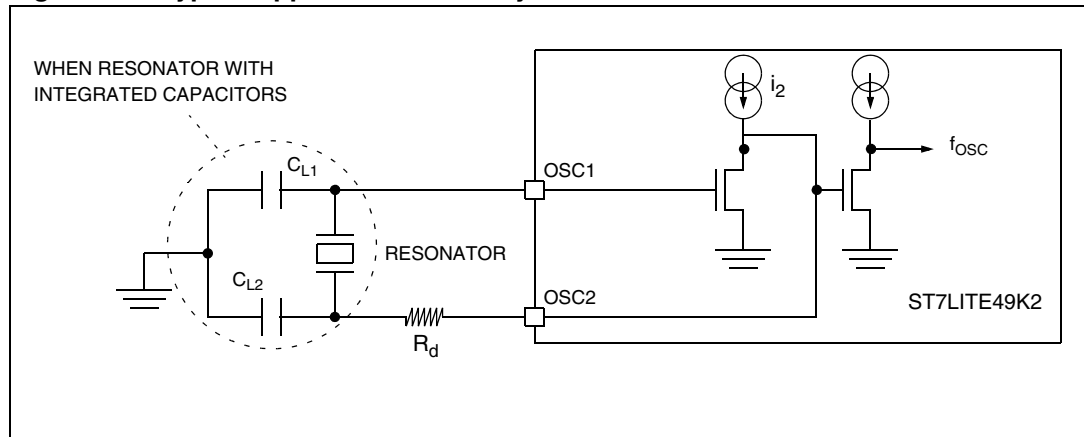 WHEN RESONATOR WITH
INTEGRATED CAPACITORS
CL1
CL2
RESONATOR
Rd
OSC1
OSC2
i2
fOSC
ST7LITE49K2